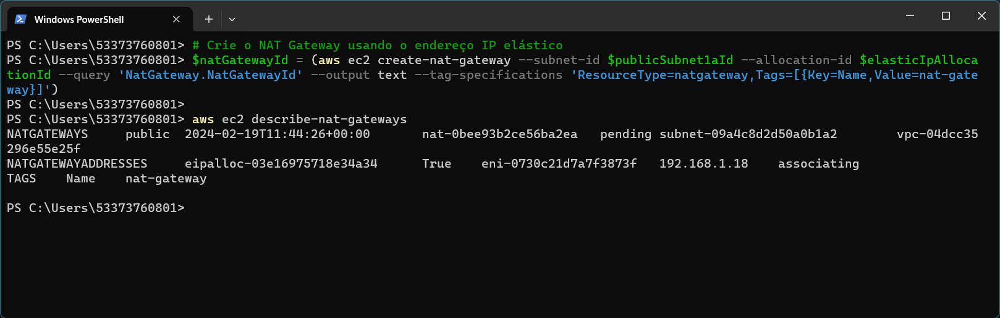 Windows PowerShell
PS C:\Users\53373760801> # Crie o NAT Gateway usando o endereço IP elástico
PS C:\Users\53373760801> $natGatewayId = (aws ec2 create-nat-gateway --subnet-id $publicSubnet1aId --allocation-id $elasticIpAlloca
tionId --query 'NatGateway.NatGatewayId' --output text --tag-specifications 'ResourceType=natgateway,Tags=[{Key=Name,Value=nat-gate
way}]')
PS C:\Users\53373760801>
PS C:\Users\53373760801> aws ec2 describe-nat-gateways
NATGATEWAYS public 2024-02-19T11:44:26+00:00 nat-0bee93b2ce56ba2ea pending subnet-09a4c8d2d50a0b1a2 vpc-04dcc35
296e55e25f
NATGATEWAYADDRESSES eipalloc-03e16975718e34a34 True eni-0730c21d7a7f3873f 192.168.1.18 associating
TAGS Name nat-gateway
PS C:\Users\53373760801>